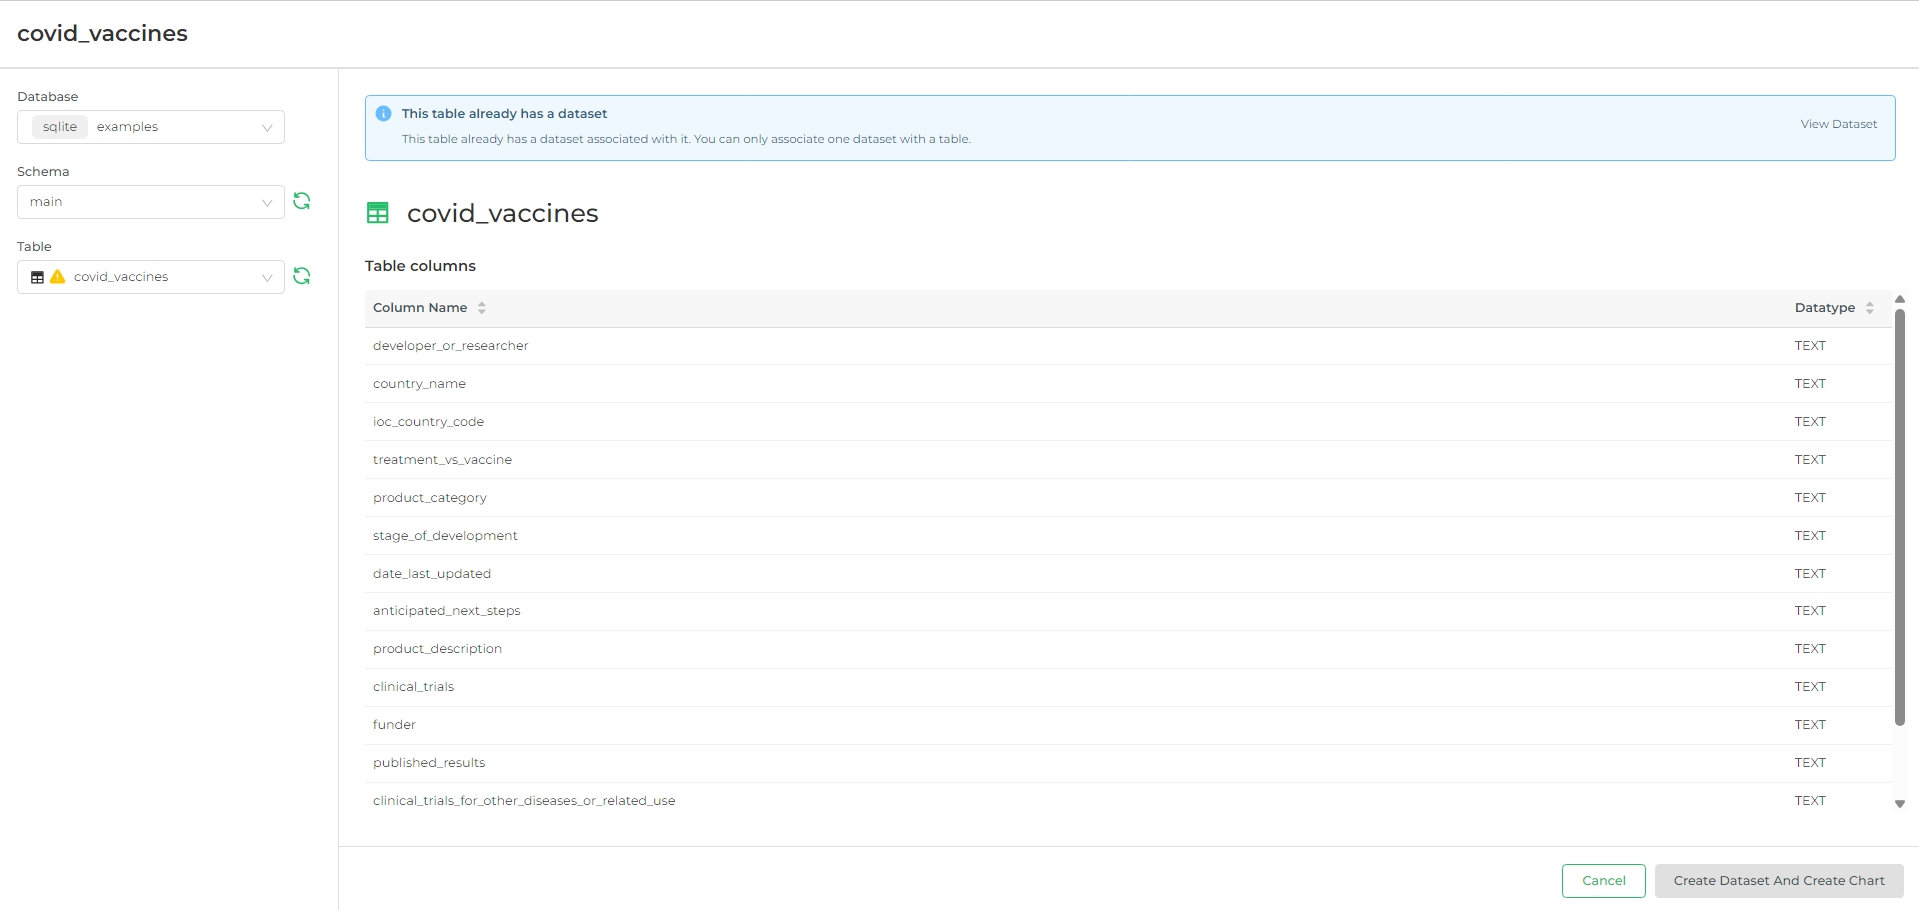 covid_vaccines
Database
sqlite examples
Schema
main
Table
covid_vaccines
This table already has a dataset
This table already has a dataset associated with it. You can only associate one dataset with a table.
View Dataset
covid_vaccines
Table columns
Column Name Datatype
developer_or_researcher TEXT
country_name TEXT
ioc_country_code TEXT
treatment_vs_vaccine TEXT
product_category TEXT
stage_of_development TEXT
date_last_updated TEXT
anticipated_next_steps TEXT
product_description TEXT
clinical_trials TEXT
funder TEXT
published_results TEXT
clinical_trials_for_other_diseases_or_related_use TEXT
Cancel Create Dataset And Create Chart